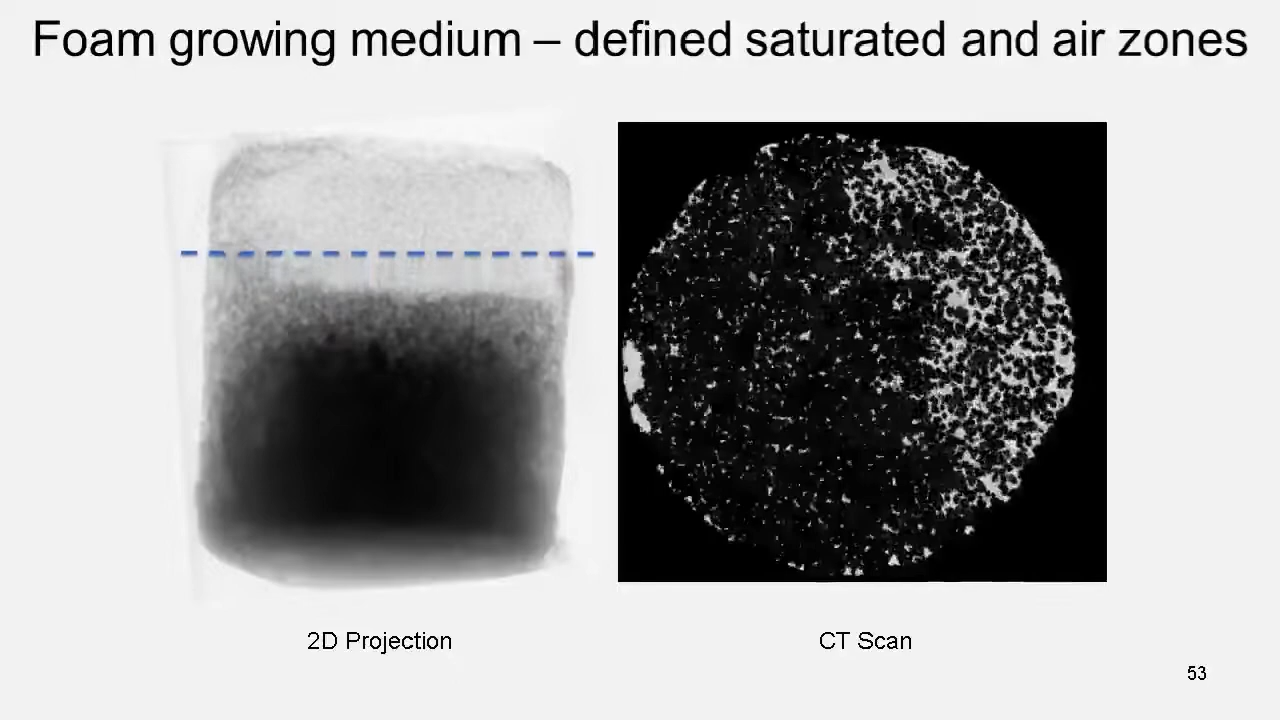 Foam growing medium – defined saturated and air zones
2D Projection
CT Scan
53